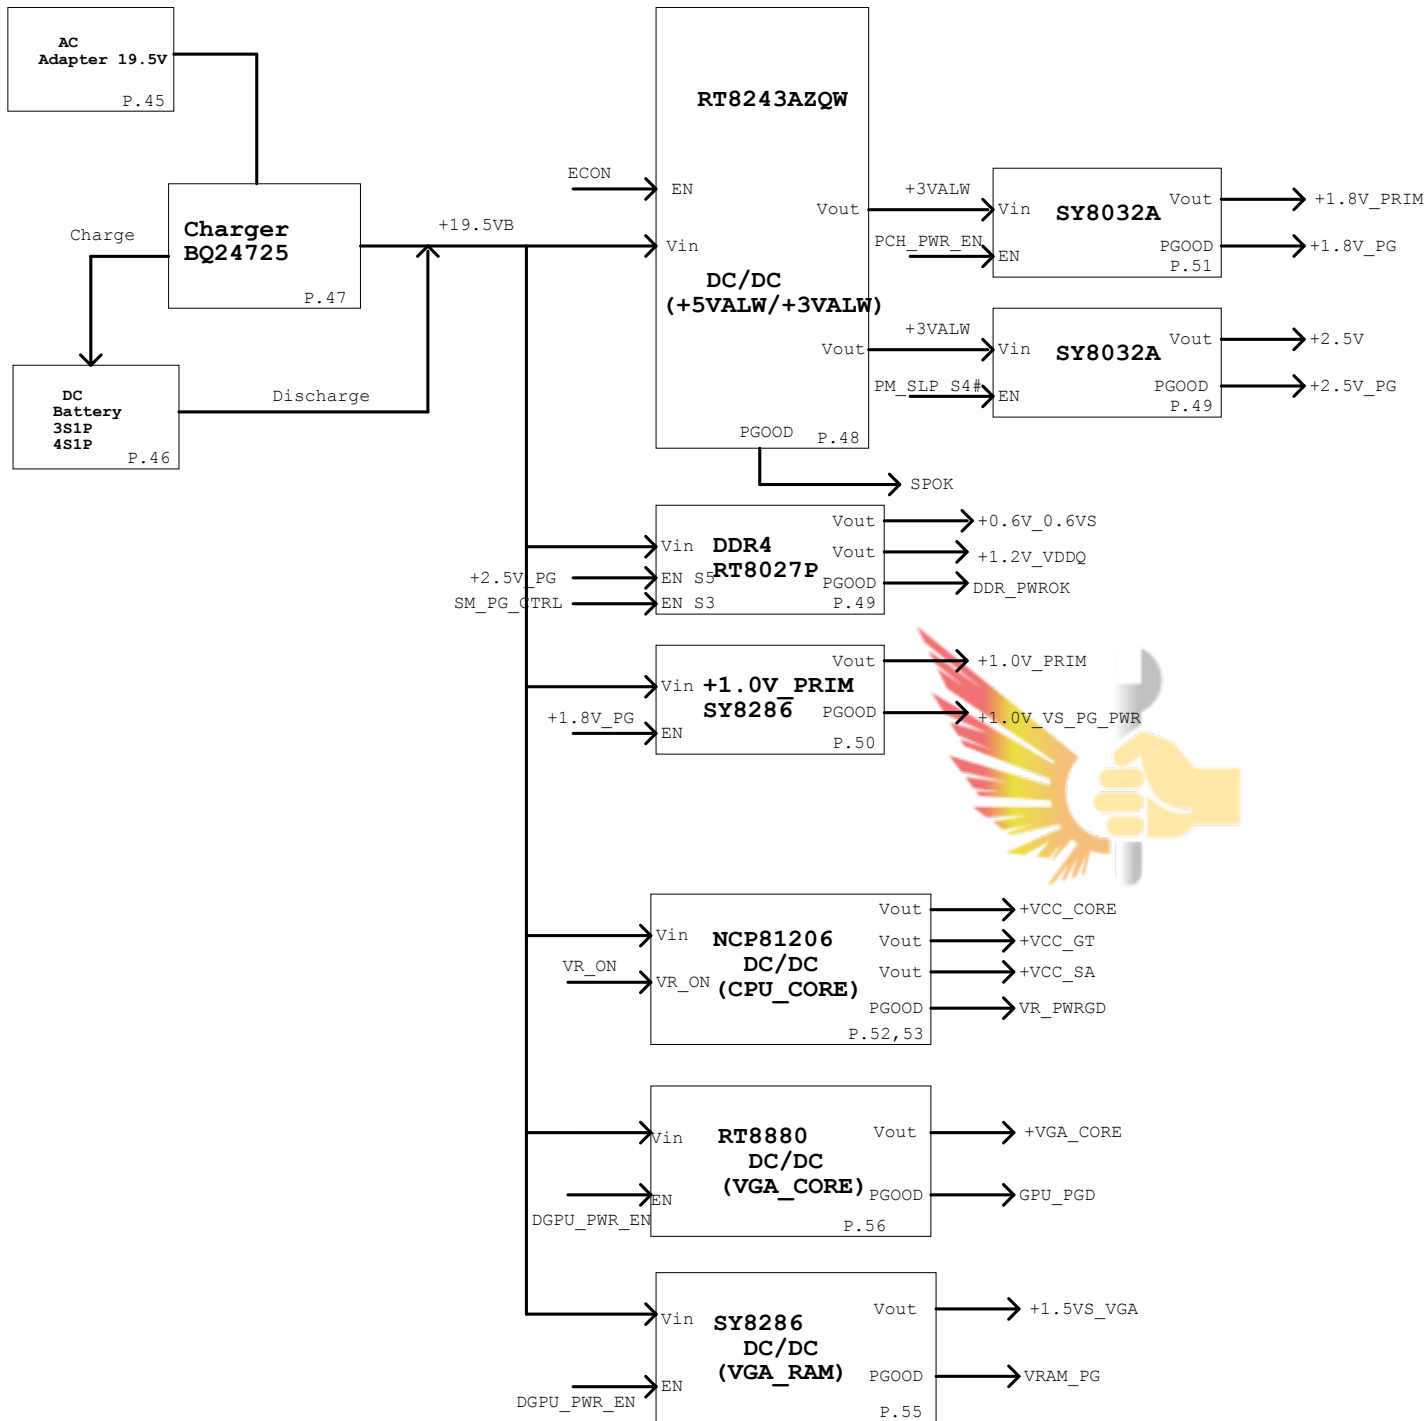 AC
Adapter 19.5V
P.45
Charger
BQ24725
P.47
Charge
+19.5VB
DC
Battery
3S1P
4S1P
P.46
Discharge
RT8243AZQW
ECON
EN
Vin
Vout
DC/DC
(+5VALW/+3VALW)
Vout
PGOOD
P.48
SPOK
+3VALW
PCH_PWR_EN
Vin
EN
SY8032A
Vout
PGOOD
P.51
+1.8V_PRIM
+1.8V_PG
+3VALW
PM_SLP_S4#
Vin
EN
SY8032A
Vout
PGOOD
P.49
+2.5V
+2.5V_PG
+2.5V_PG
SM_PG_CTRL
Vin
EN S5
EN S3
DDR4
RT8027P
Vout
Vout
PGOOD
P.49
+0.6V_0.6VS
+1.2V_VDDQ
DDR_PWROK
+1.8V_PG
Vin
EN
+1.0V_PRIM
SY8286
Vout
PGOOD
P.50
+1.0V_PRIM
+1.0V_VS_PG_PWR
VR_ON
Vin
VR_ON
NCP81206
DC/DC
(CPU_CORE)
Vout
Vout
Vout
PGOOD
P.52,53
+VCC_CORE
+VCC_GT
+VCC_SA
VR_PWRGD
DGPU_PWR_EN
Vin
EN
RT8880
DC/DC
(VGA_CORE)
Vout
PGOOD
P.56
+VGA_CORE
GPU_PGD
DGPU_PWR_EN
Vin
EN
SY8286
DC/DC
(VGA_RAM)
Vout
PGOOD
P.55
+1.5VS_VGA
VRAM_PG